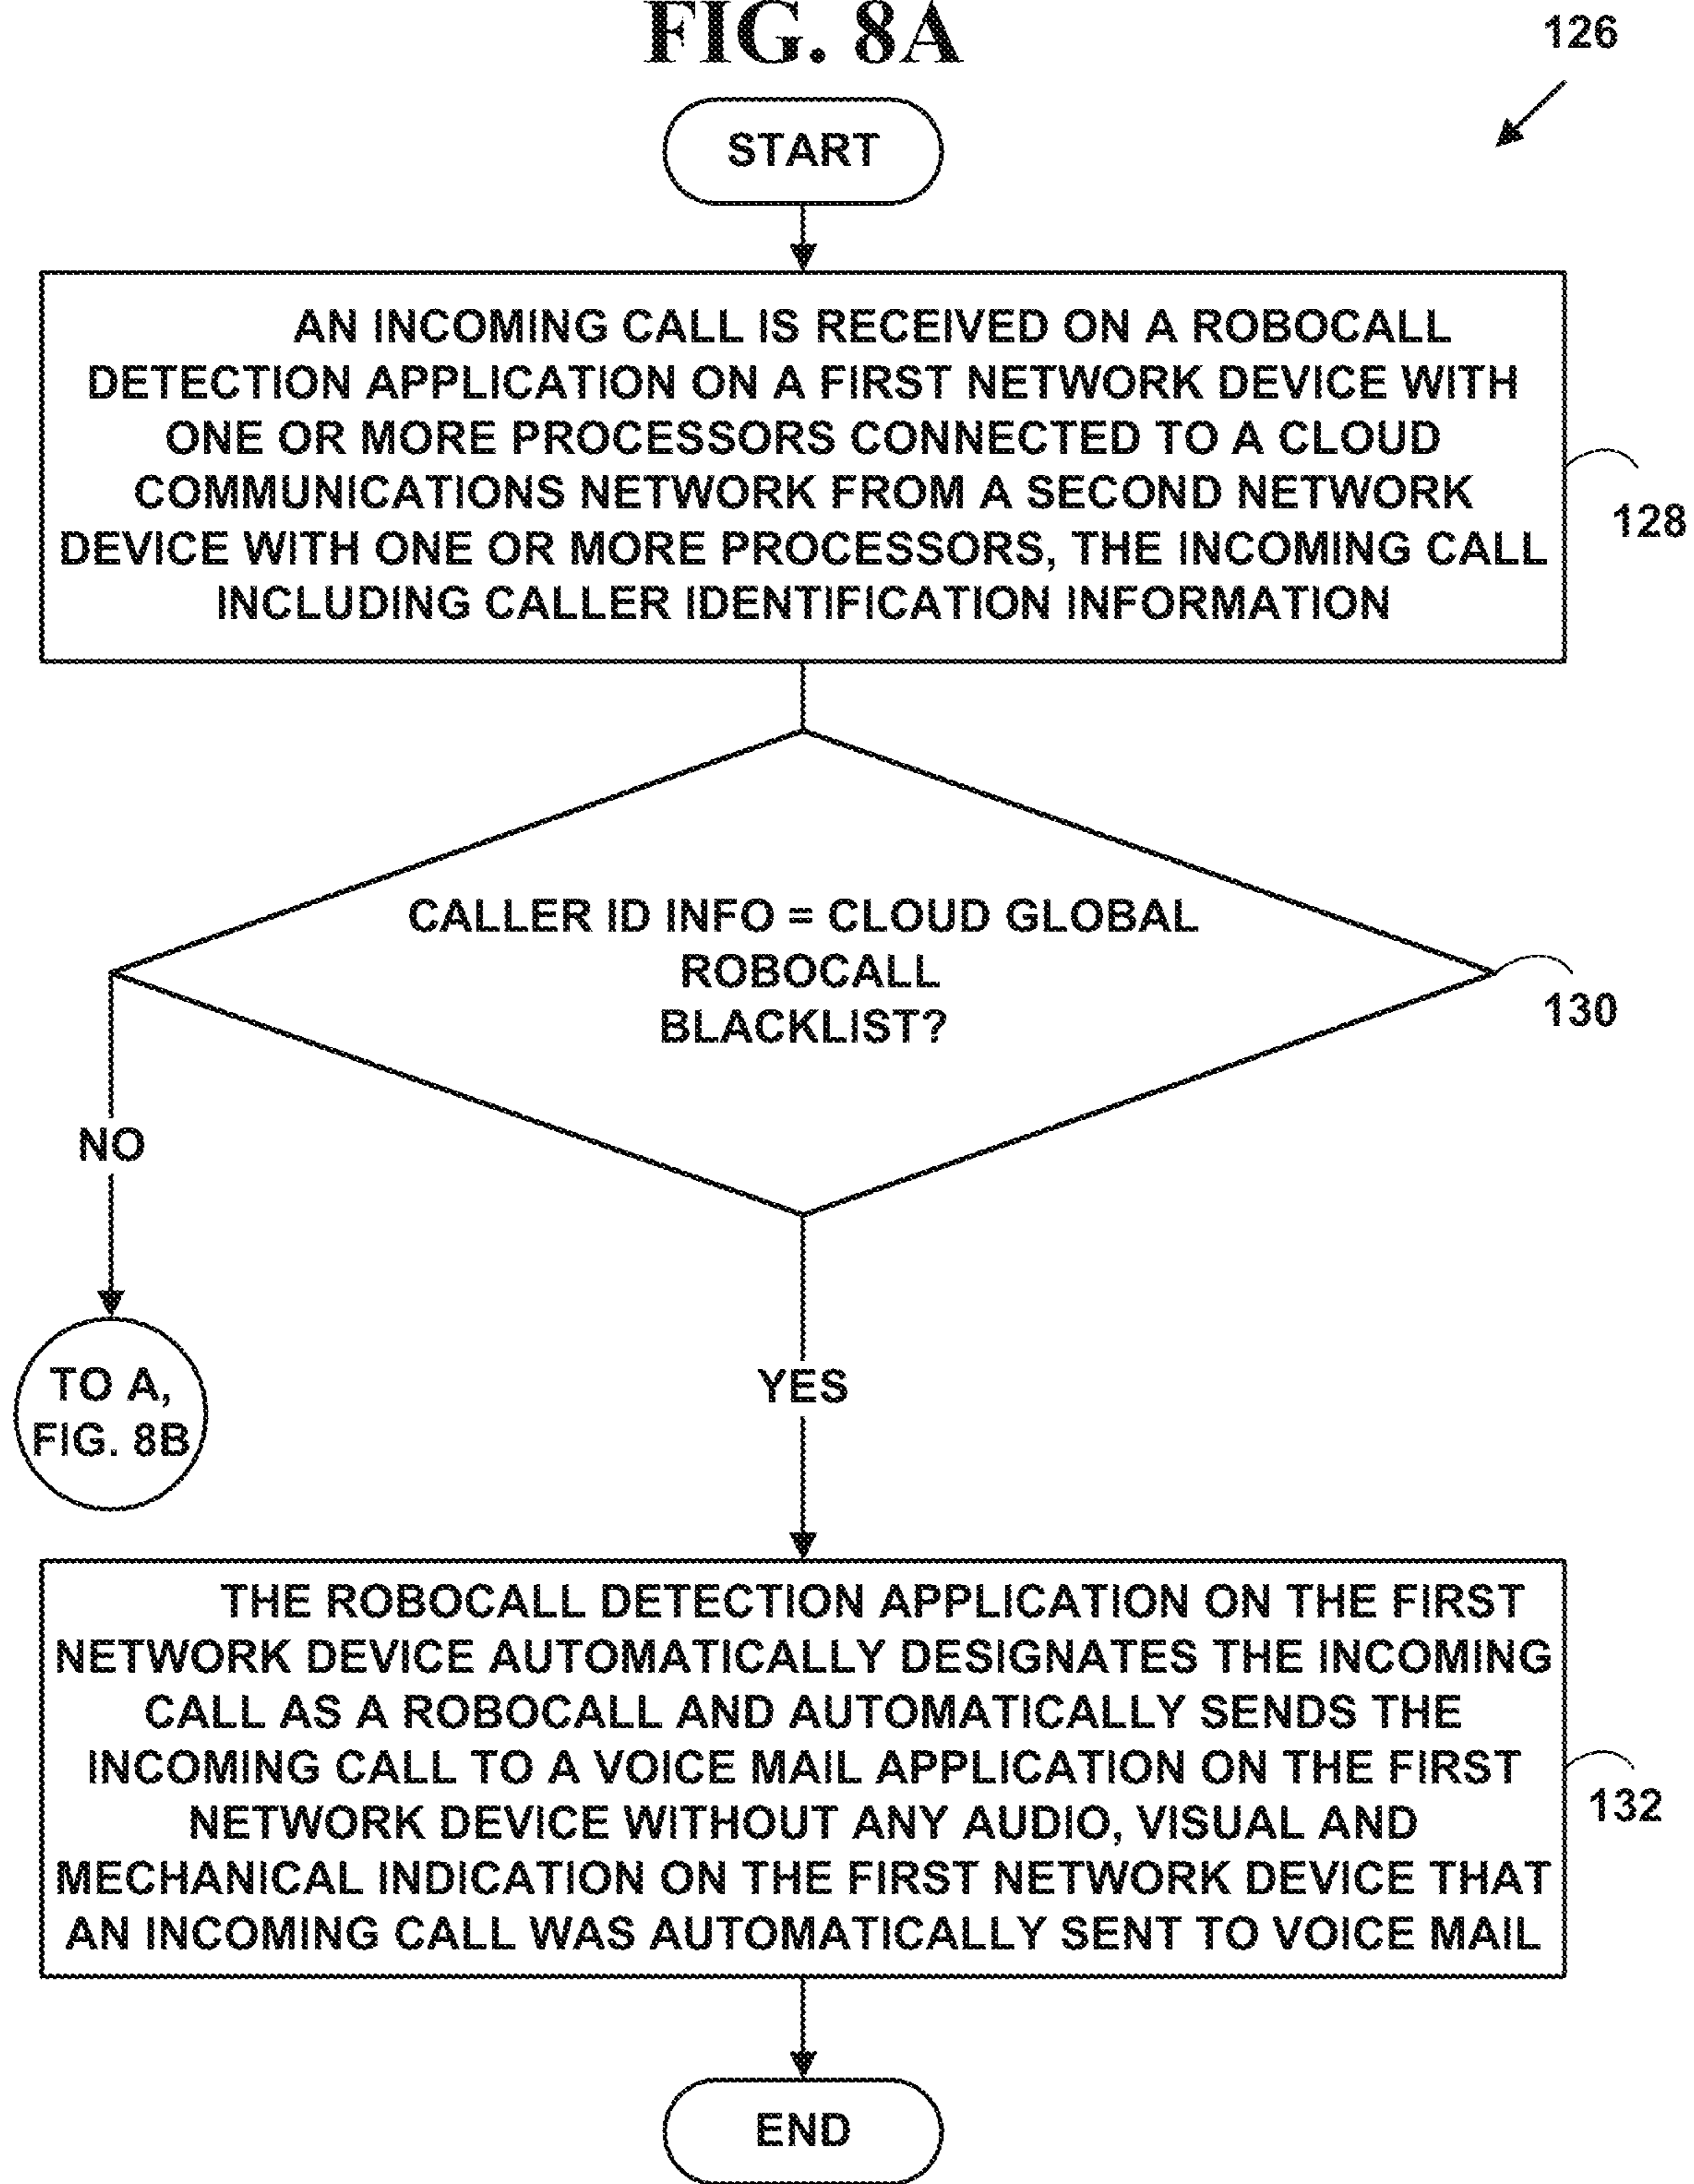 FIG. 8A
126
START
AN INCOMING CALL IS RECEIVED ON A ROBOCALL
DETECTION APPLICATION ON A FIRST NETWORK DEVICE WITH
ONE OR MORE PROCESSORS CONNECTED TO A CLOUD
COMMUNICATIONS NETWORK FROM A SECOND NETWORK
DEVICE WITH ONE OR MORE PROCESSORS, THE INCOMING CALL
INCLUDING CALLER IDENTIFICATION INFORMATION
128
CALLER ID INFO = CLOUD GLOBAL
ROBOCALL
BLACKLIST?
130
NO
TO A,
FIG. 8B
YES
THE ROBOCALL DETECTION APPLICATION ON THE FIRST
NETWORK DEVICE AUTOMATICALLY DESIGNATES THE INCOMING
CALL AS A ROBOCALL AND AUTOMATICALLY SENDS THE
INCOMING CALL TO A VOICE MAIL APPLICATION ON THE FIRST
NETWORK DEVICE WITHOUT ANY AUDIO, VISUAL AND
MECHANICAL INDICATION ON THE FIRST NETWORK DEVICE THAT
AN INCOMING CALL WAS AUTOMATICALLY SENT TO VOICE MAIL
132
END